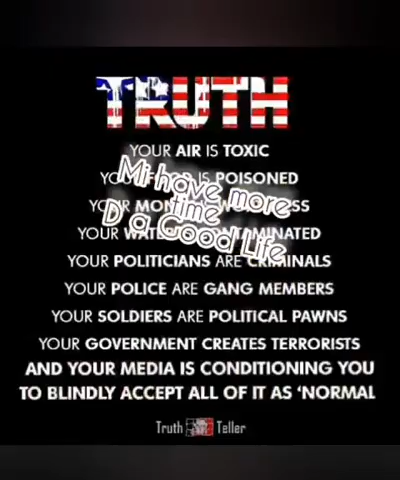 TRUTH
YOUR AIR IS TOXIC
IS POISONED
YOUR
YOUR
YOUR POLITICIANS ARE CRIMINALS
YOUR POLICE ARE GANG MEMBERS
YOUR SOLDIERS ARE POLITICAL PAWNS
YOUR GOVERNMENT CREATES TERRORISTS
AND YOUR MEDIA IS CONDITIONING YOU
TO BLINDLY ACCEPT ALL OF IT AS ‘NORMAL
Mi have more
time
D a Good Life
Truth Teller